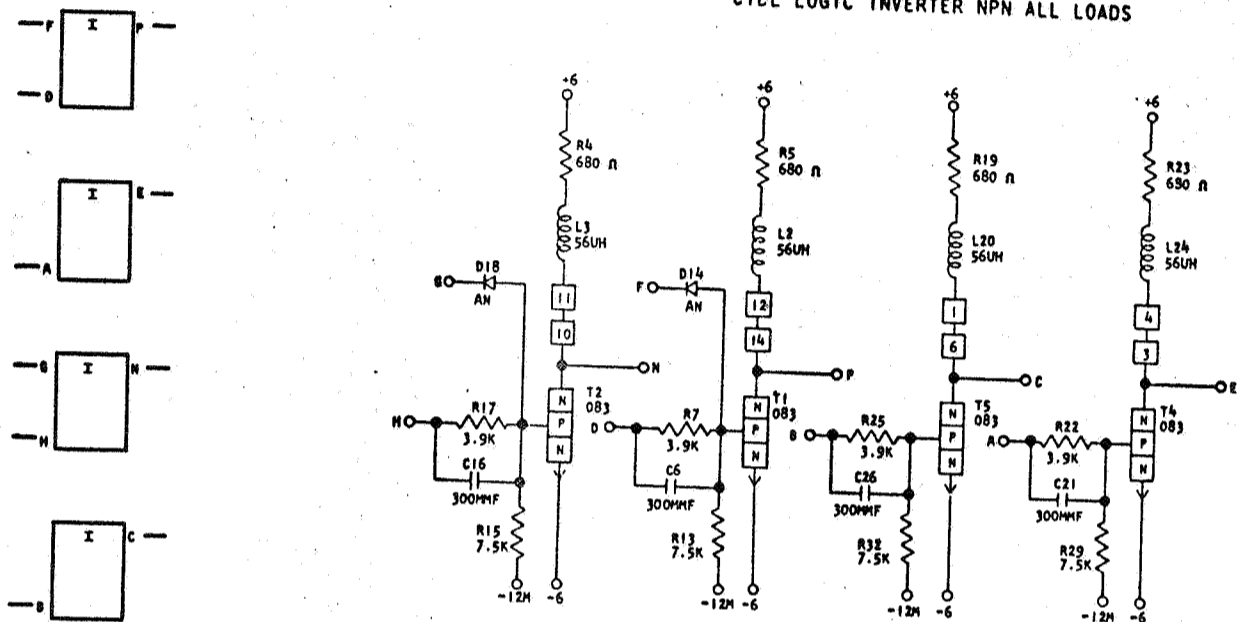 LOGIC INVERTER NPN ALL LOADS
F I P
D
I E
A
G I N
H
I C
B
+6
R4
680 Ω
L3
56UH
D18
G
AN
11
10
N
N
P
N
T2
083
H
R17
3.9K
C16
300MMF
R15
7.5K
-12M
-6
+6
R5
680 Ω
L2
56UH
D14
F
AN
12
14
P
N
P
N
T1
083
D
R7
3.9K
C6
300MMF
R13
7.5K
-12M
-6
+6
R19
680 Ω
L20
56UH
1
6
C
N
P
N
T5
083
B
R25
3.9K
C26
300MMF
R32
7.5K
-12M
-6
+6
R23
680 Ω
L24
56UH
4
3
E
N
P
N
T4
083
A
R22
3.9K
C21
300MMF
R29
7.5K
-12M
-6